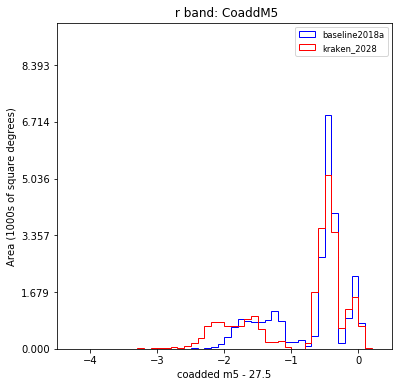 r band: CoaddM5
baseline2018a
kraken_2028
Area (1000s of square degrees)
8.393
6.714
5.036
3.357
1.679
0.000
−4 −3 −2 −1 0
coadded m5 - 27.5